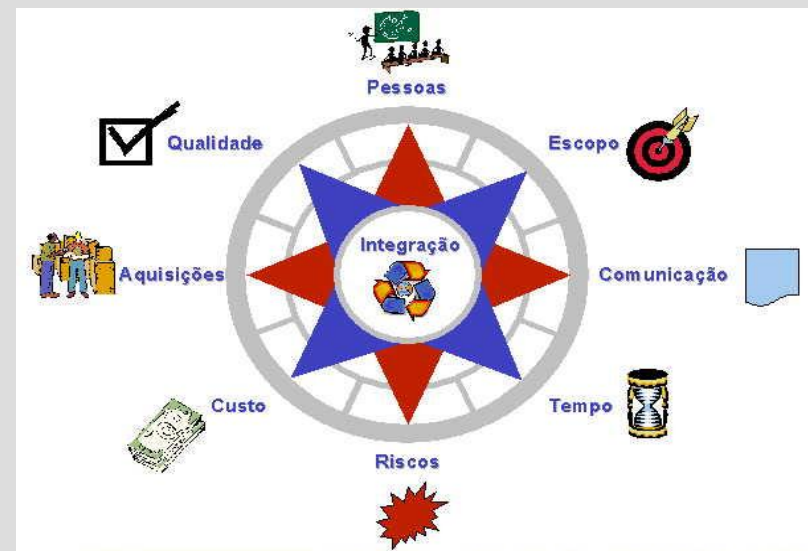 Pessoas
Qualidade
Escopo
Integração
Aquisições
Comunicação
Custo
Tempo
Riscos